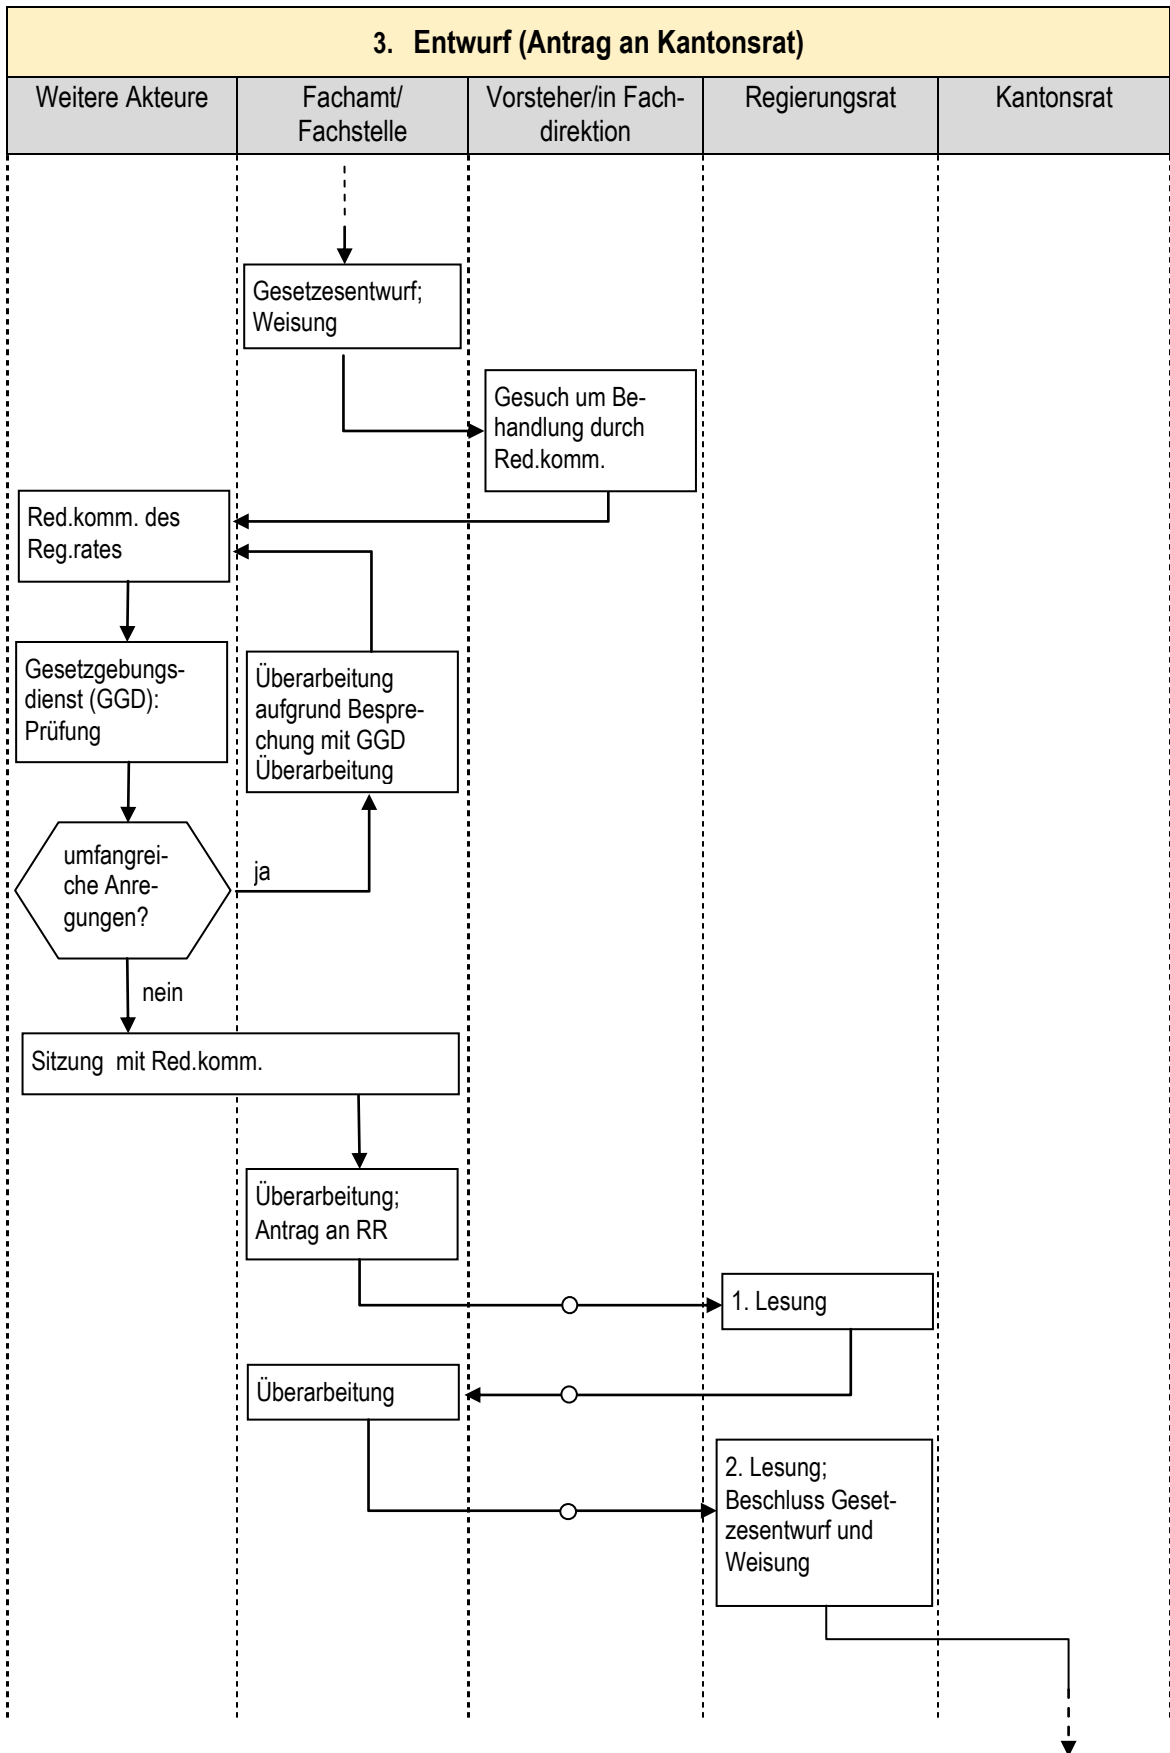 3. Entwurf (Antrag an Kantonsrat)
Weitere Akteure
Fachamt/
Fachstelle
Vorsteher/in Fach-
direktion
Regierungsrat
Kantonsrat
Gesetzesentwurf;
Weisung
Gesuch um Be-
handlung durch
Red.komm.
Red.komm. des
Reg.rates
Gesetzgebungs-
dienst (GGD):
Prüfung
Überarbeitung
aufgrund Bespre-
chung mit GGD
Überarbeitung
umfangrei-
che Anre-
gungen?
ja
nein
Sitzung mit Red.komm.
Überarbeitung;
Antrag an RR
1. Lesung
Überarbeitung
2. Lesung;
Beschluss Geset-
zesentwurf und
Weisung